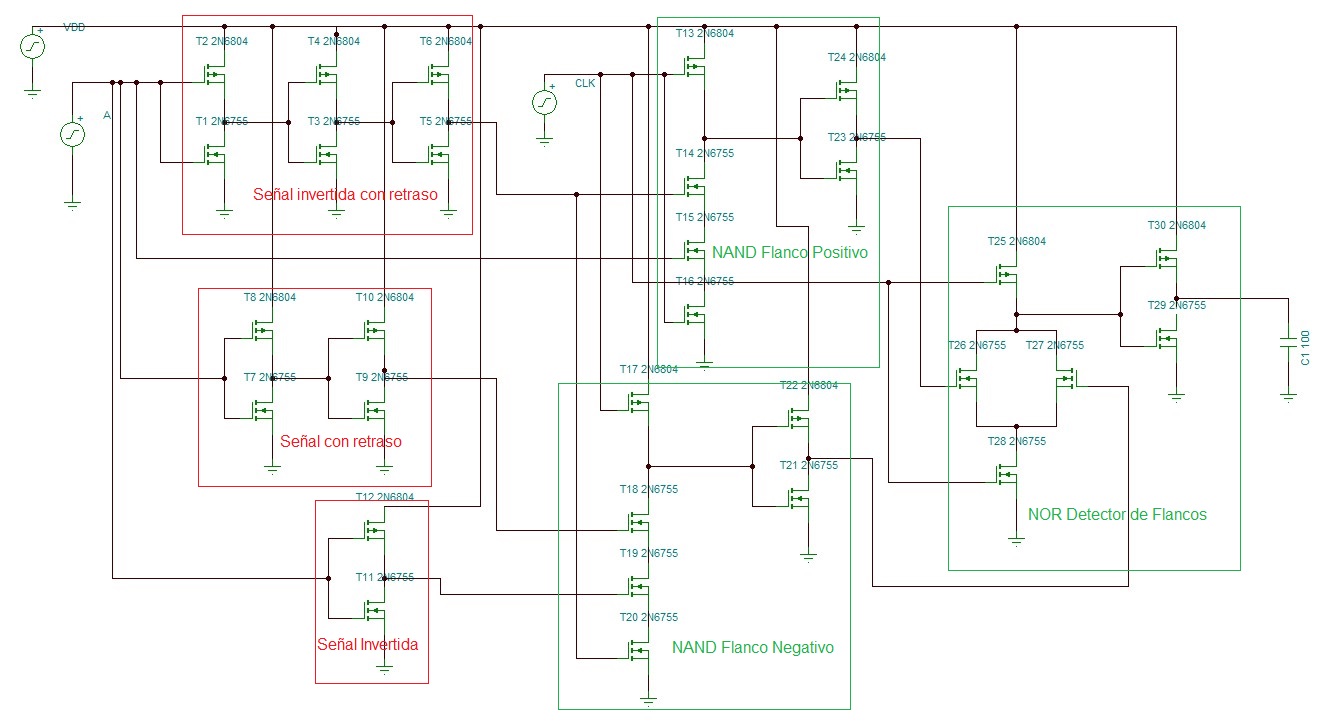 VDD
T2 2N6804
T4 2N6804
T6 2N6804
T13 2N6804
T24 2N6804
CLK
A
T1 2N6755
T3 2N6755
T5 2N6755
T23 2N6755
T14 2N6755
Señal invertida con retraso
T15 2N6755
T30 2N6804
T25 2N6804
NAND Flanco Positivo
T16 2N6755
T8 2N6804
T10 2N6804
T29 2N6755
T26 2N6755
T27 2N6755
C1 100
T17 2N6804
T7 2N6755
T9 2N6755
T22 2N6804
Señal con retraso
T28 2N6755
T21 2N6755
T18 2N6755
T12 2N6804
NOR Detector de Flancos
T19 2N6755
T11 2N6755
T20 2N6755
Señal Invertida
NAND Flanco Negativo